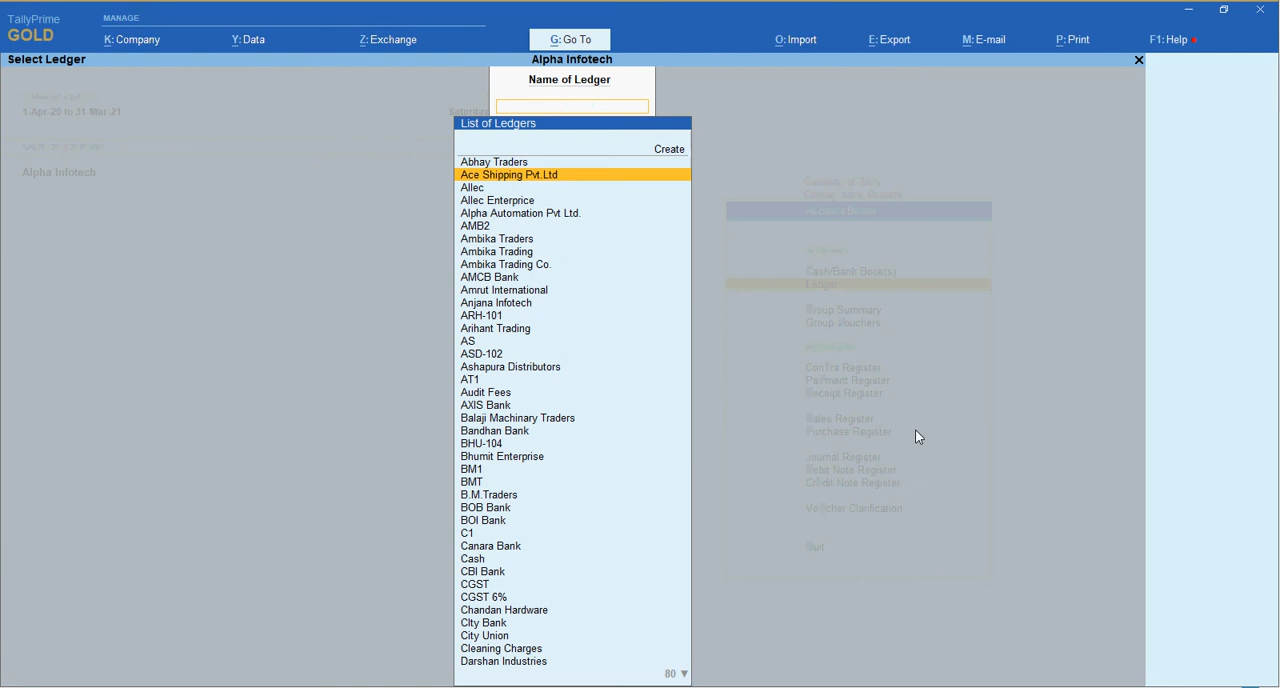 TallyPrime
GOLD
MANAGE
K: Company
Y: Data
Z: Exchange
G: Go To
O: Import
E: Export
M: E-mail
P: Print
F1: Help
Select Ledger
Alpha Infotech
Name of Ledger
1-Apr-20 to 31-Mar-21
Saturday
Alpha Infotech
List of Ledgers
Create
Abhay Traders
Ace Shipping Pvt.Ltd
Allec
Allec Enterprice
Alpha Automation Pvt Ltd.
AMB2
Ambika Traders
Ambika Trading
Ambika Trading Co.
AMCB Bank
Amrut International
Anjana Infotech
ARH-101
Arihant Trading
AS
ASD-102
Ashapura Distributors
AT1
Audit Fees
AXIS Bank
Balaji Machinary Traders
Bandhan Bank
BHU-104
Bhumit Enterprise
BM1
BMT
B.M.Traders
BOB Bank
BOI Bank
C1
Canara Bank
Cash
CBI Bank
CGST
CGST 6%
Chandan Hardware
CIty Bank
City Union
Cleaning Charges
Darshan Industries
80 ▼
Cash/Bank Book(s)
Ledger
Group Summary
Group Vouchers
ConTra Register
Payment Register
Receipt Register
Sales Register
Purchase Register
Journal Register
Debit Note Register
Credit Note Register
Voucher Clarification
Quit